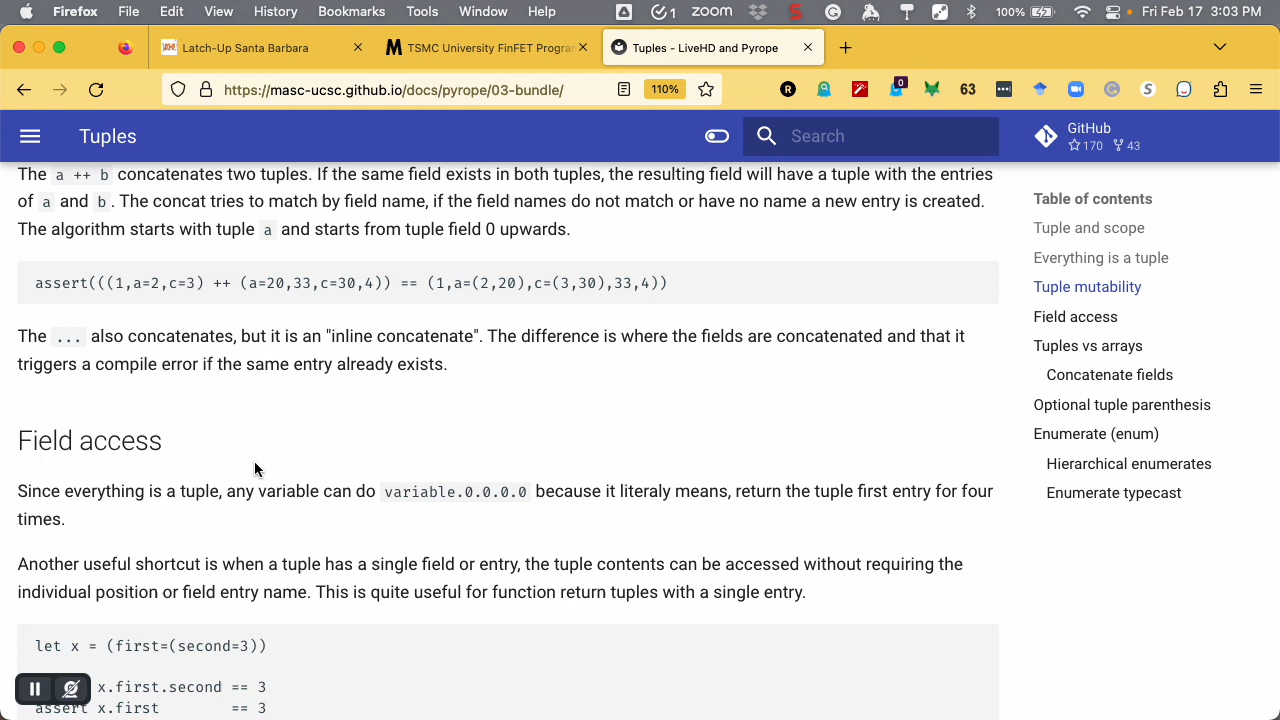 Firefox File Edit View History Bookmarks Tools Window Help 1 zoom 100% Fri Feb 17 3:03 PM
Latch-Up Santa Barbara
TSMC University FinFET Progra
Tuples - LiveHD and Pyrope
https://masc-ucsc.github.io/docs/pyrope/03-bundle/ 110% R 0 63
Tuples
Search
GitHub
170 43
The a ++ b concatenates two tuples. If the same field exists in both tuples, the resulting field will have a tuple with the entries
of a and b . The concat tries to match by field name, if the field names do not match or have no name a new entry is created.
The algorithm starts with tuple a and starts from tuple field 0 upwards.
assert(((1,a=2,c=3) ++ (a=20,33,c=30,4)) == (1,a=(2,20),c=(3,30),33,4))
The ... also concatenates, but it is an "inline concatenate". The difference is where the fields are concatenated and that it
triggers a compile error if the same entry already exists.
Field access
Since everything is a tuple, any variable can do variable.0.0.0.0 because it literaly means, return the tuple first entry for four
times.
Another useful shortcut is when a tuple has a single field or entry, the tuple contents can be accessed without requiring the
individual position or field entry name. This is quite useful for function return tuples with a single entry.
let x = (first=(second=3))
x.first.second == 3
assert x.first == 3
Table of contents
Tuple and scope
Everything is a tuple
Tuple mutability
Field access
Tuples vs arrays
Concatenate fields
Optional tuple parenthesis
Enumerate (enum)
Hierarchical enumerates
Enumerate typecast